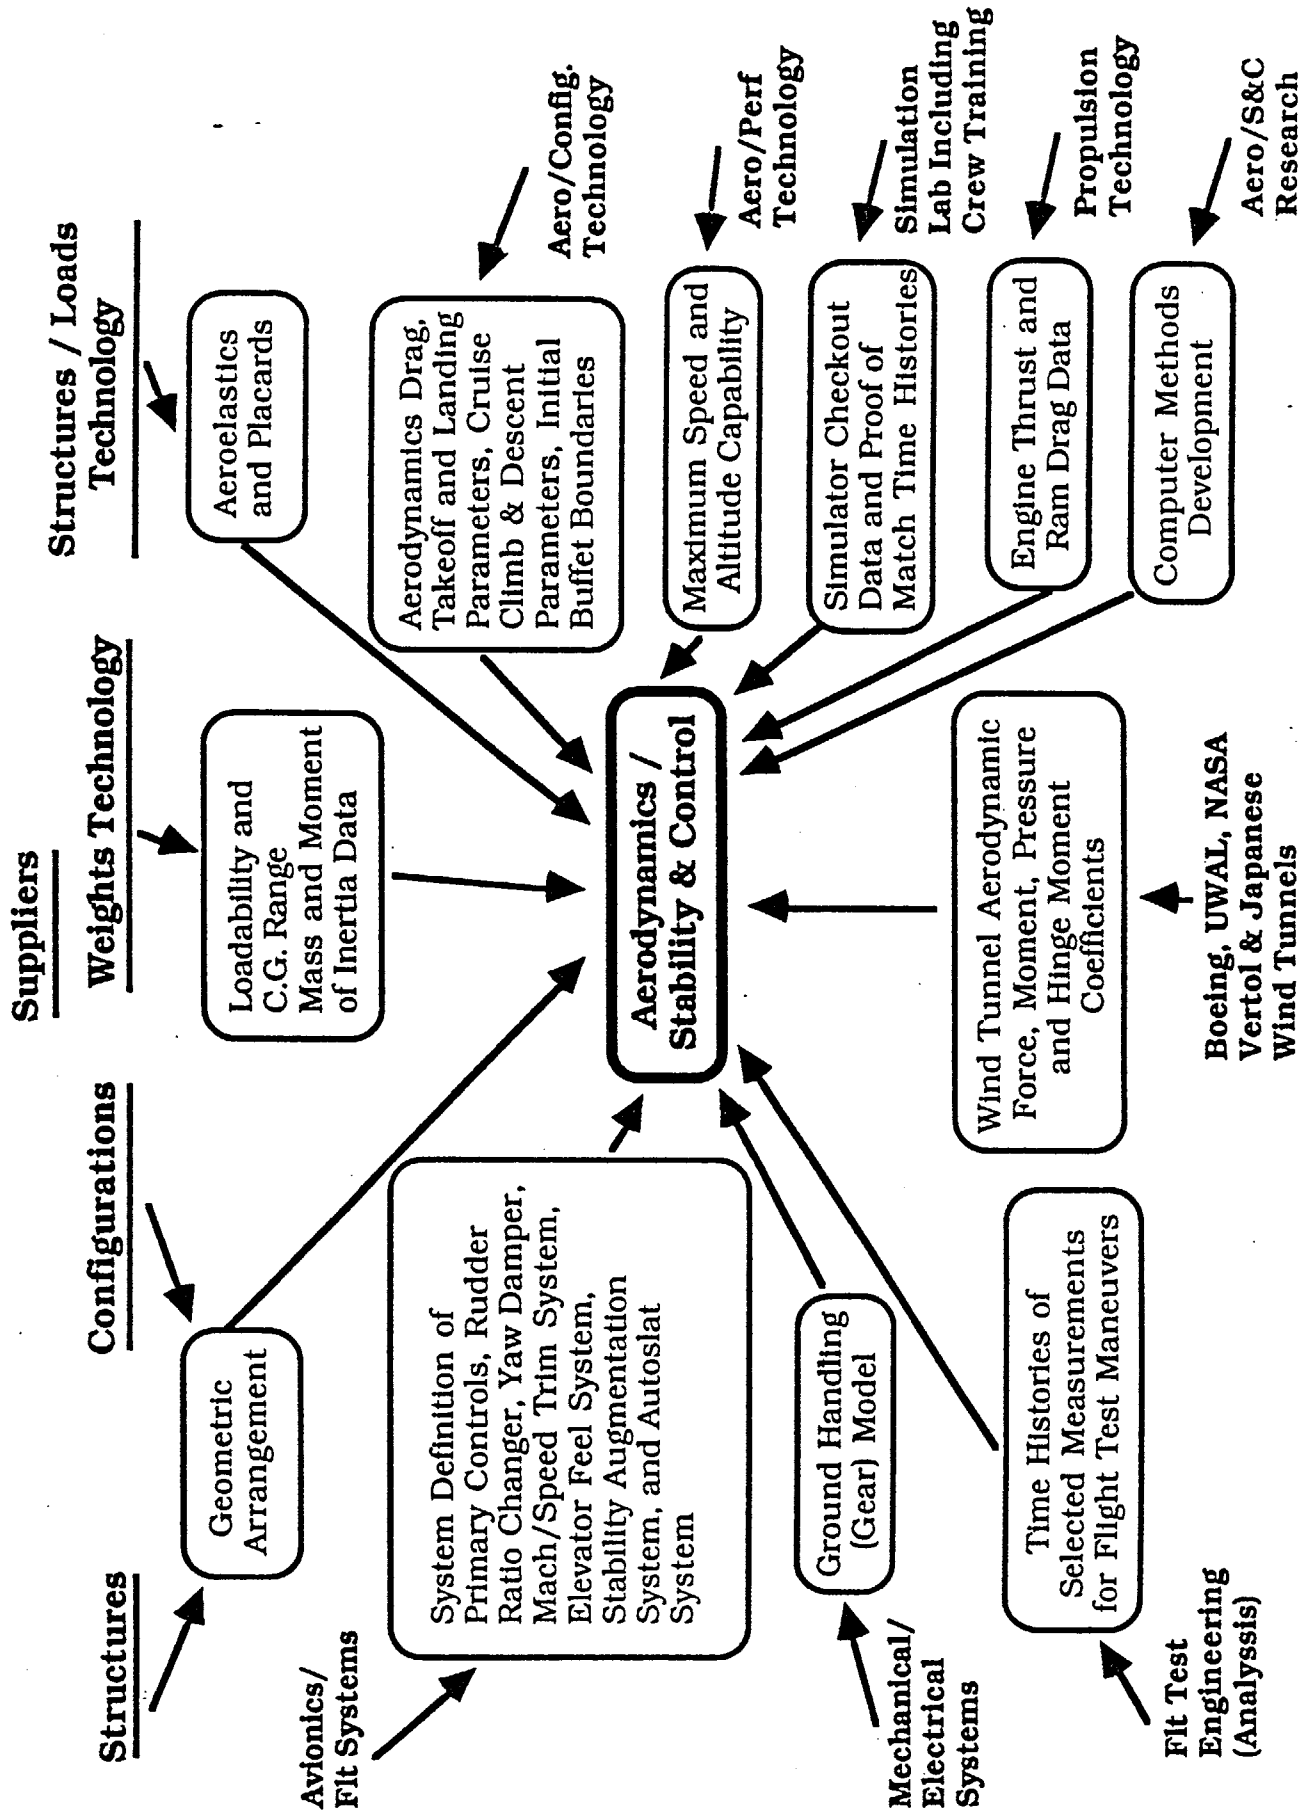 Suppliers
Structures
Configurations
Weights Technology
Structures / Loads
Technology
Geometric
Arrangement
Loadability and
C.G. Range
Mass and Moment
of Inertia Data
Aeroelastics
and Placards
Avionics/
Flt Systems
System Definition of
Primary Controls, Rudder
Ratio Changer, Yaw Damper,
Mach/Speed Trim System,
Elevator Feel System,
Stability Augmentation
System, and Autoslat
System
Aerodynamics Drag,
Takeoff and Landing
Parameters, Cruise
Climb & Descent
Parameters, Initial
Buffet Boundaries
Aero/Config.
Technology
Aerodynamics /
Stability & Control
Maximum Speed and
Altitude Capability
Aero/Perf
Technology
Mechanical/
Electrical
Systems
Ground Handling
(Gear) Model
Simulator Checkout
Data and Proof of
Match Time Histories
Simulation
Lab Including
Crew Training
Flt Test
Engineering
(Analyssis)
Time Histories of
Selected Measurements
for Flight Test Maneuvers
Wind Tunnel Aerodynamic
Force, Moment, Pressure
and Hinge Moment
Coefficients
Boeing, UWAL, NASA
Vertol & Japanese
Wind Tunnels
Engine Thrust and
Ram Drag Data
Propulsion
Technology
Computer Methods
Development
Aero/S&C
Research